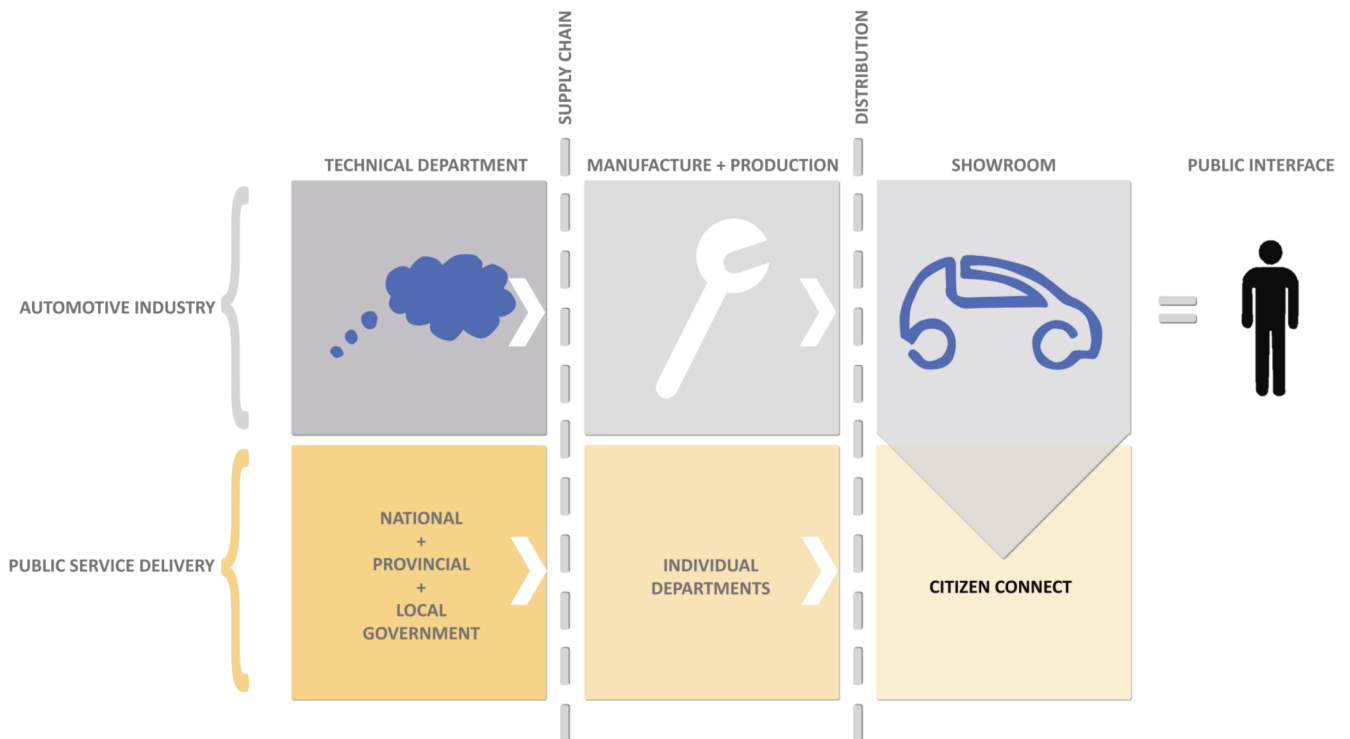 SUPPLY CHAIN
DISTRIBUTION
TECHNICAL DEPARTMENT
MANUFACTURE + PRODUCTION
SHOWROOM
PUBLIC INTERFACE
AUTOMOTIVE INDUSTRY
PUBLIC SERVICE DELIVERY
NATIONAL
+
PROVINCIAL
+
LOCAL
GOVERNMENT
INDIVIDUAL
DEPARTMENTS
CITIZEN CONNECT